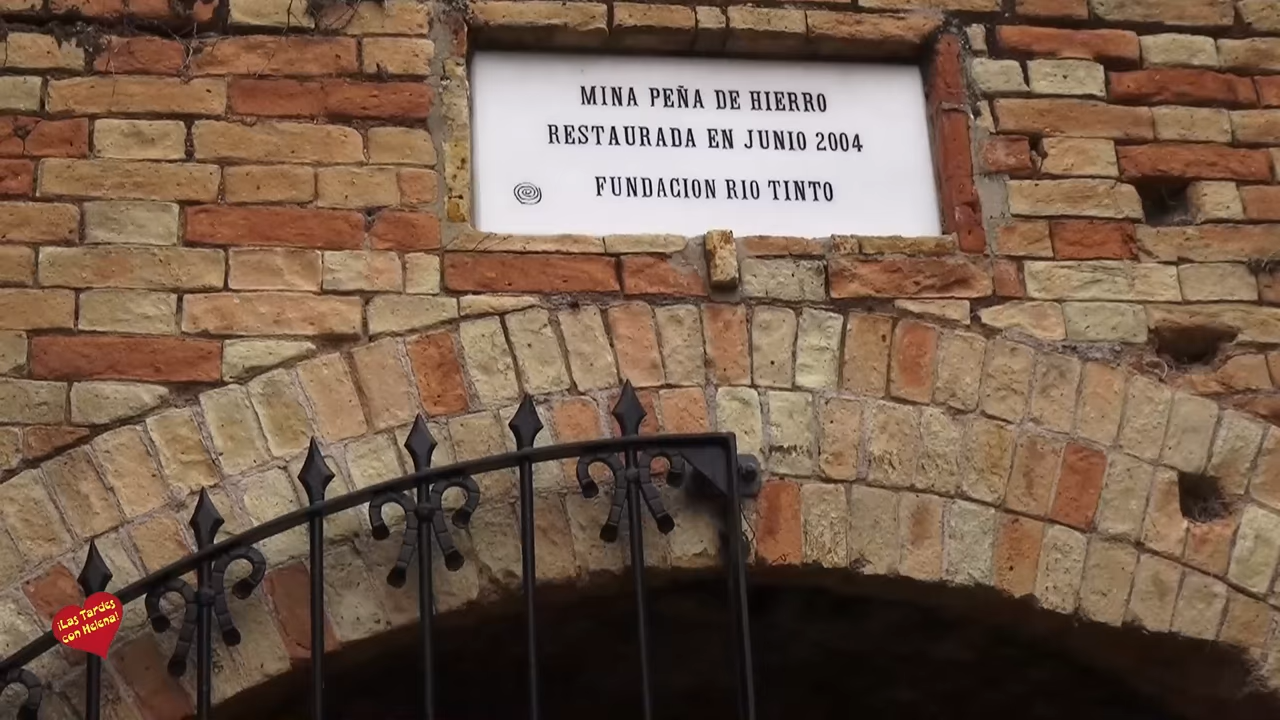 MINA PEÑA DE HIERRO
RESTAURADA EN JUNIO 2004
FUNDACION RIO TINTO
¡Las Tardes
con Helena!